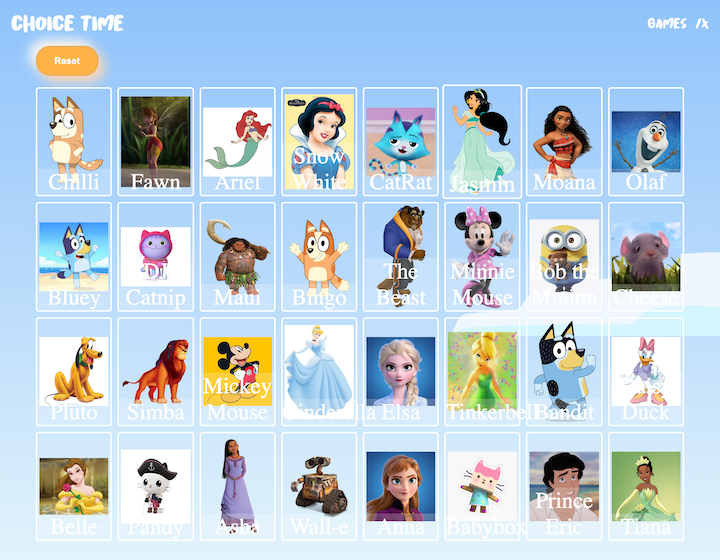 CHOICE TIME
GAMES /X
Reset
Chilli
Fawn
Ariel
Snow
White
CatRat
Jasmin
Moana
Olaf
Bluey
DJ
Catnip
Maui
Bingo
The
Beast
Minnie
Mouse
Bob the
Minion
Cheese
Pluto
Simba
Mickey
Mouse
Cinderella
Elsa
Tinkerbell
Bandit
Duck
Belle
Pandy
Asha
Wall-e
Anna
Babybox
Prince
Eric
Tiana